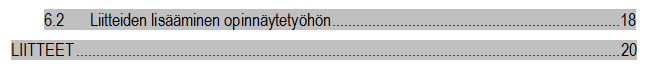 6.2 Liitteiden lisääminen opinnäytetyöhön..........................................................................18
LIITTEET..........................................................................................................................................20